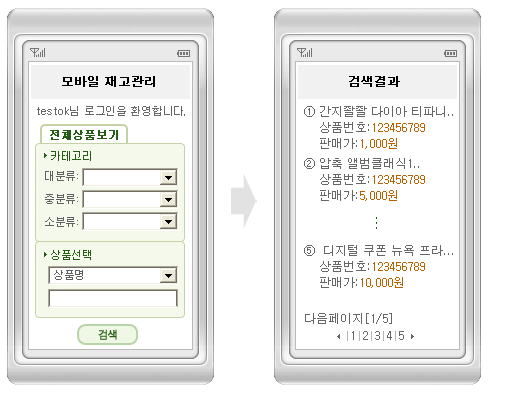 모바일 재고관리
testok님 로그인을 환영합니다.
전체상품보기
카테고리
대분류:
중분류:
소분류:
상품선택
상품명
검색
검색결과
① 간지좔좔 다이아 티파니..
상품번호:123456789
판매가:1,000원
② 압축 앨범클래식1..
상품번호:123456789
판매가:5,000원
⋮
⑤ 디지털 쿠폰 뉴욕 프라...
상품번호:123456789
판매가:10,000원
다음페이지[1/5]
|1|2|3|4|5